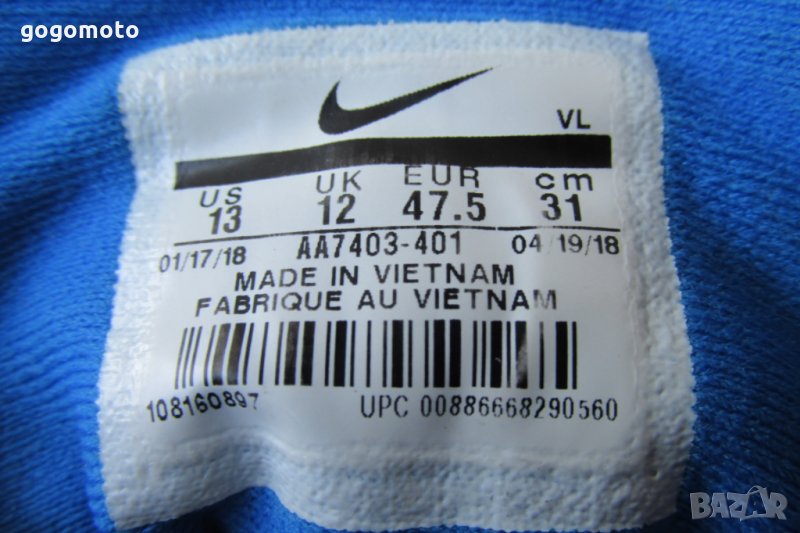 gogomoto
VL
US UK EUR cm
13 12 47.5 31
01/17/18 AA7403-401 04/19/18
MADE IN VIETNAM
FABRIQUE AU VIETNAM
108160897 UPC 00886668290560
BAZAR